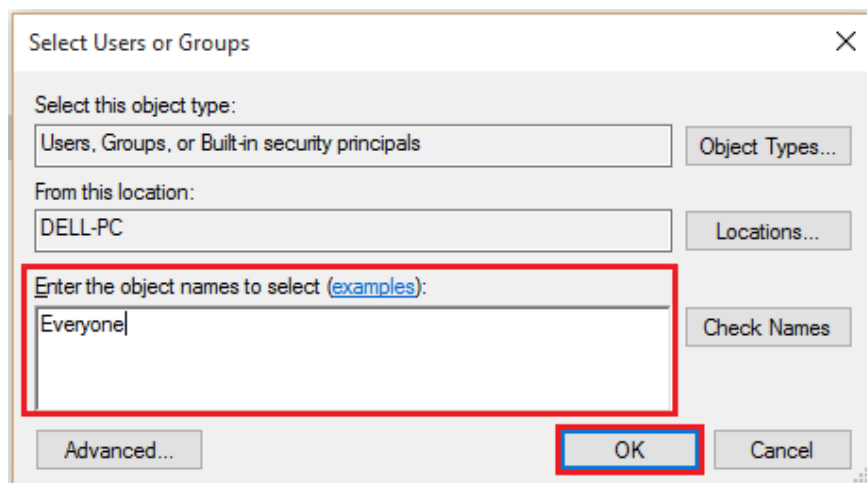 Select Users or Groups
Select this object type:
Users, Groups, or Built-in security principals
Object Types...
From this location:
DELL-PC
Locations...
Enter the object names to select (examples):
Everyone
Check Names
Advanced...
OK
Cancel